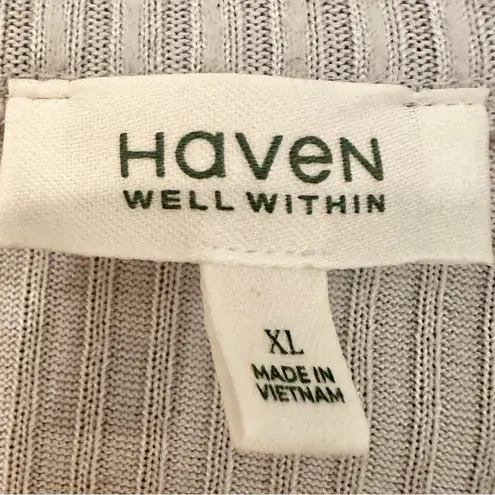 HaveN
WELL WITHIN
XL
MADE IN
VIETNAM